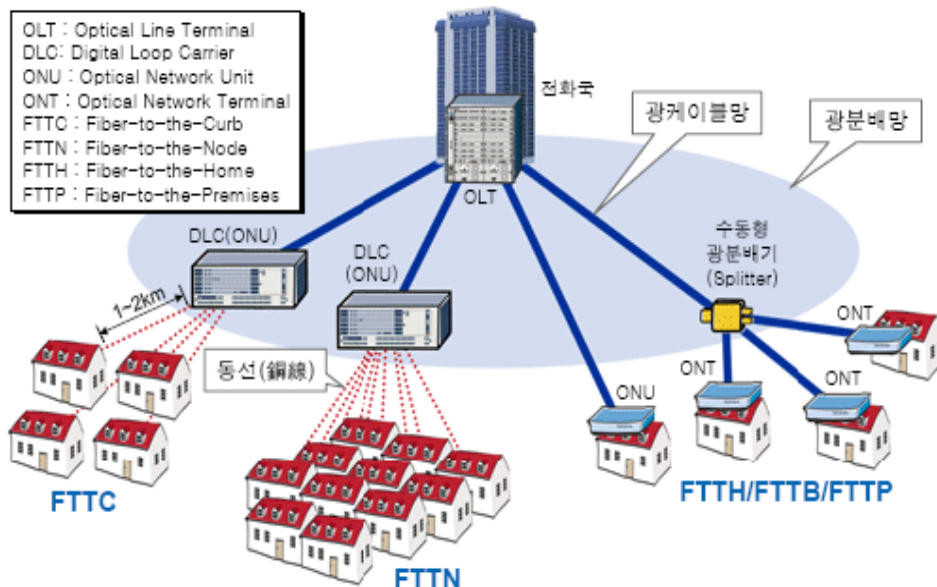 OLT : Optical Line Terminal
DLC: Digital Loop Carrier
ONU : Optical Network Unit
ONT : Optical Network Terminal
FTTC : Fiber-to-the-Curb
FTTN : Fiber-to-the-Node
FTTH : Fiber-to-the-Home
FTTP : Fiber-to-the-Premises
전화국
광케이블망
광분배망
OLT
DLC(ONU)
DLC
(ONU)
수동형
광분배기
(Splitter)
1~2km
동선(銅線)
ONU
ONT
ONT
ONT
FTTC
FTTN
FTTH/FTTB/FTTP